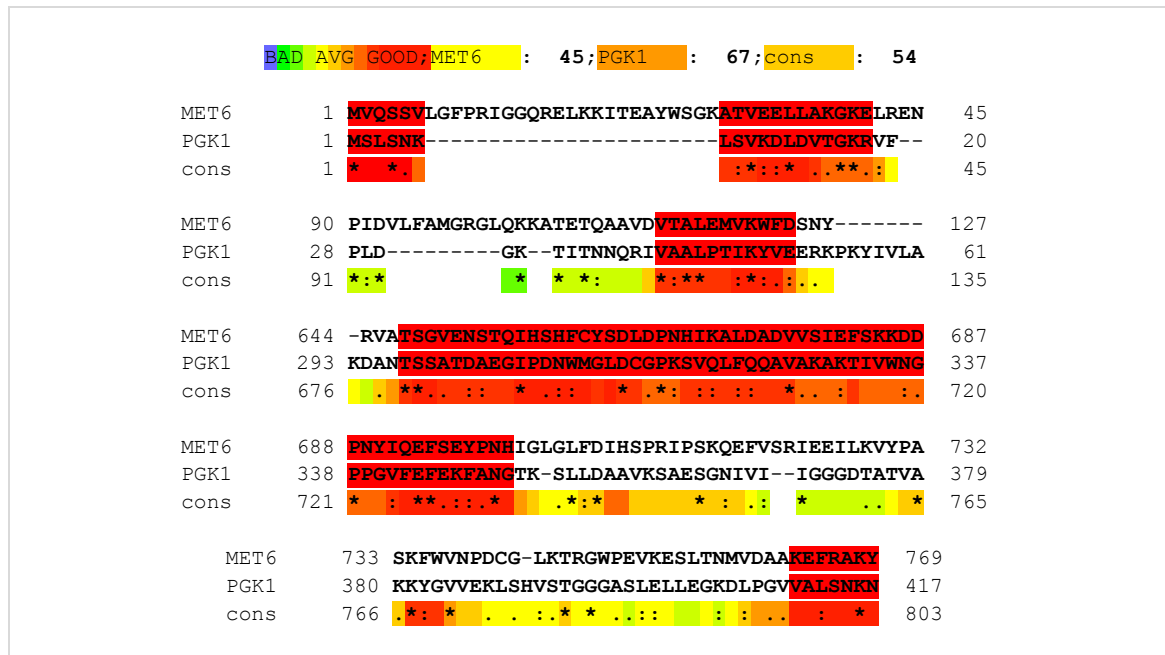 BAD AVG GOOD;MET6 : 45;PGK1 : 67;cons : 54
MET6 1 MVQSSVLGFPRIGGQRELKKITEAYWSGKATVEELLAKGKELREN 45
PGK1 1 MSLSNK-----------------------LSVKDLDVTGKRVF-- 20
cons 1 *  *.                         :*::* ..**.: 45
MET6 90 PIDVLFAMGRGLQKKATETQAAVDVTALEMVKWFDSNY------- 127
PGK1 28 PLD---------GK--TITNNQRIVAALPTIKYVEERKPKYIVLA 61
cons 91 *:*          *  * *:    *:**  :*:.:.. 135
MET6 644 -RVATSGVENSTQIHSHFCYSDLDPNHIKALDADVVSIEFSKKDD 687
PGK1 293 KDANTSSATDAEGIPDNWMGLDCGPKSVQLFQQAVAKAKTIVWNG 337
cons 676   . **.. ::  * .::  *  .*: :: ::   *.. :    :. 720
MET6 688 PNYIQEFSEYPNHIGLGLFDIHSPRIPSKQEFVSRIEEILKVYPA 732
PGK1 338 PPGVFEFEKFANGTK-SLLDAAVKSAESGNIVI--IGGGDTATVA 379
cons 721 *  :**.::.*.   .*:*       * : .:  *    ..  * 765
MET6 733 SKFWVNPDCG-LKTRGWPEVKESLTNMVDAAKEFRAKY 769
PGK1 380 KKYGVVEKLSHVSTGGGASLELLEGKDLPGVVALSNKN 417
cons 766 .*: *  . . :.* * ..::    :  : ..  :  * 803